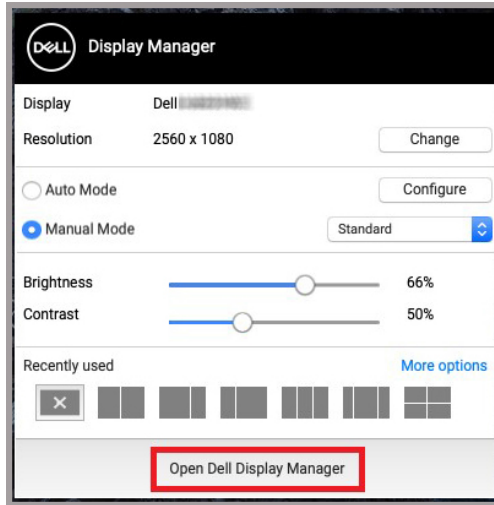 DELL Display Manager
Display Dell
Resolution 2560 x 1080 Change
Auto Mode Configure
Manual Mode Standard
Brightness 66%
Contrast 50%
Recently used More options
Open Dell Display Manager